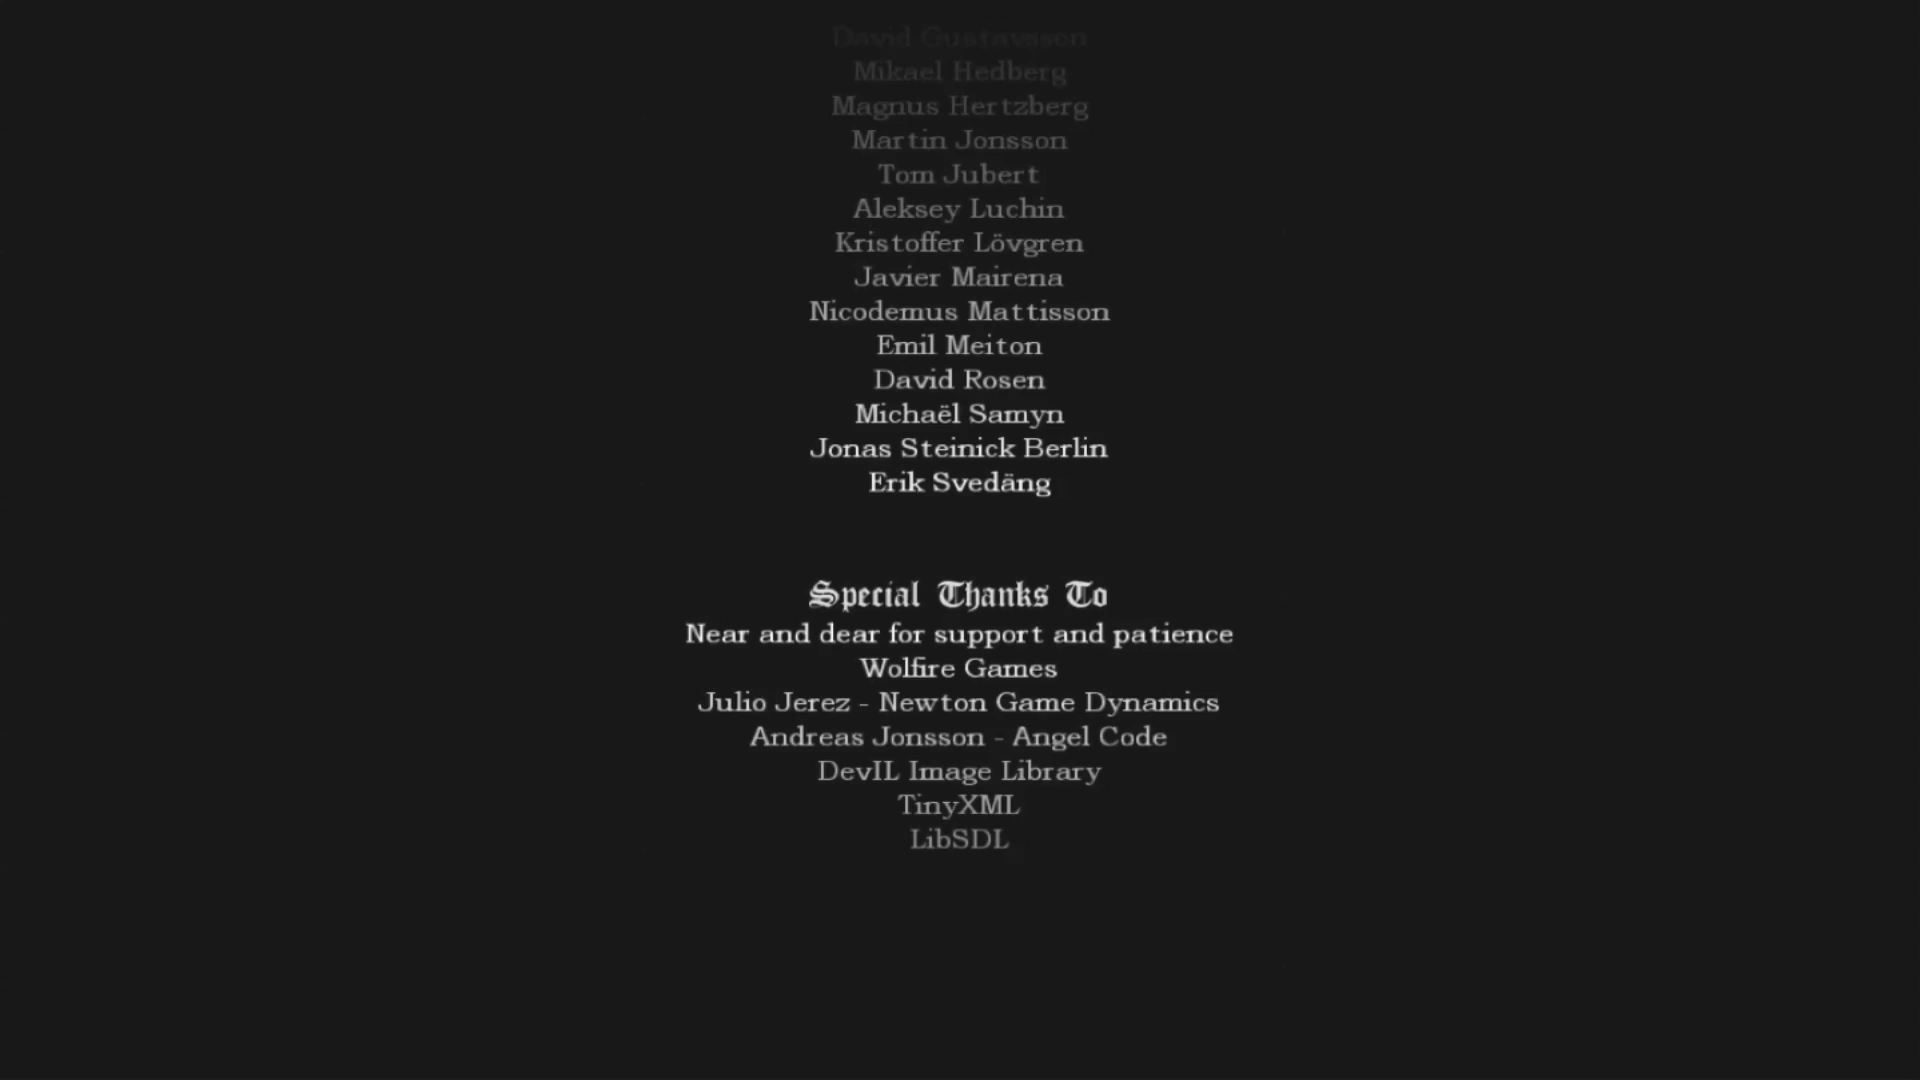 David Gustavsson
Mikael Hedberg
Magnus Hertzberg
Martin Jonsson
Tom Jubert
Aleksey Luchin
Kristoffer Lövgren
Javier Mairena
Nicodemus Mattisson
Emil Meiton
David Rosen
Michaël Samyn
Jonas Steinick Berlin
Erik Svedäng
Special Thanks To
Near and dear for support and patience
Wolfire Games
Julio Jerez - Newton Game Dynamics
Andreas Jonsson - Angel Code
DevIL Image Library
TinyXML
LibSDL